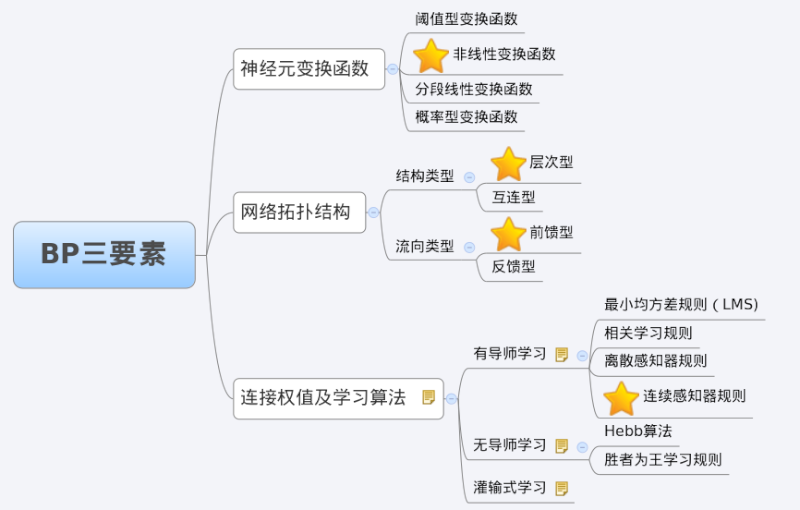 BP三要素
神经元变换函数
阈值型变换函数
非线性变换函数
分段线性变换函数
概率型变换函数
网络拓扑结构
结构类型
层次型
互连型
流向类型
前馈型
反馈型
连接权值及学习算法
有导师学习
最小均方差规则（LMS)
相关学习规则
离散感知器规则
连续感知器规则
无导师学习
Hebb算法
胜者为王学习规则
灌输式学习